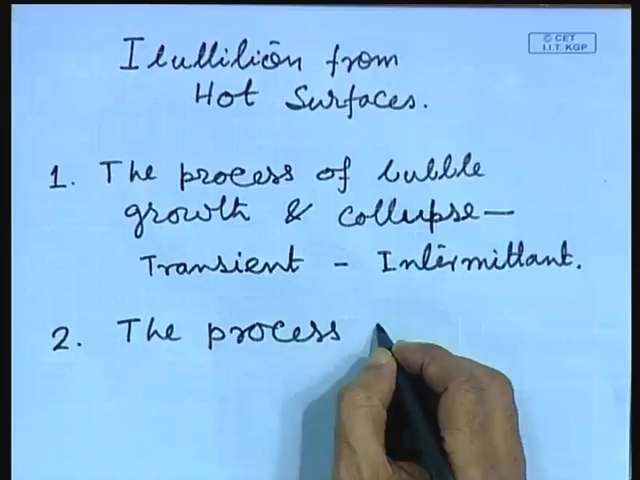 © CET
I.I.T. KGP
Ebullition from
Hot Surfaces.
1. The process of bubble
growth & collapse—
Transient - Intermittant.
2. The process